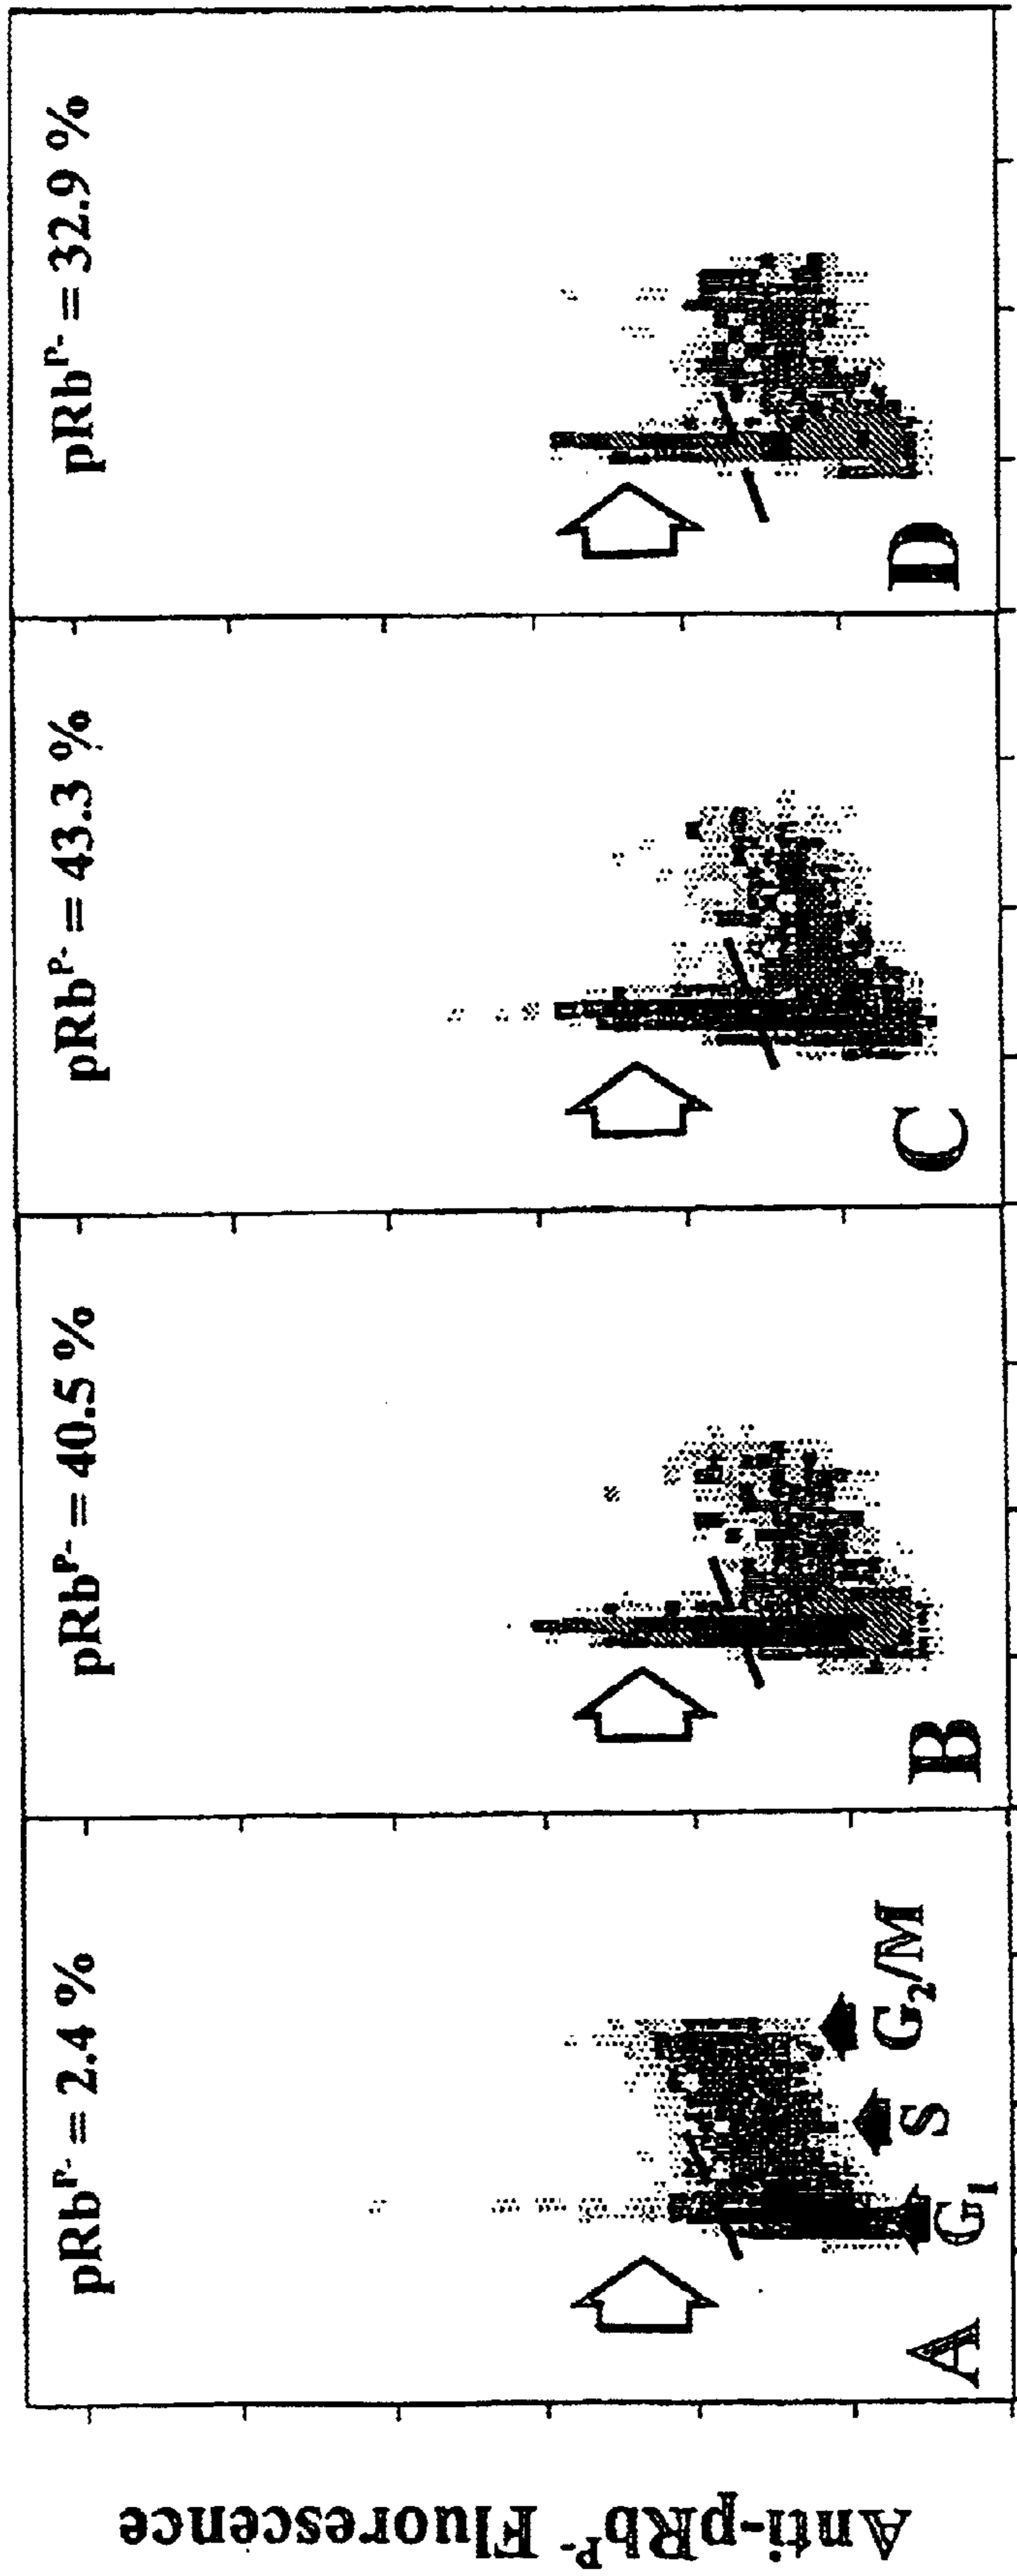 Anti-pRbP- Fluorescence
pRbP- = 2.4 %
A
G1
S
G2/M
pRbP- = 40.5 %
B
pRbP- = 43.3 %
C
pRbP- = 32.9 %
D